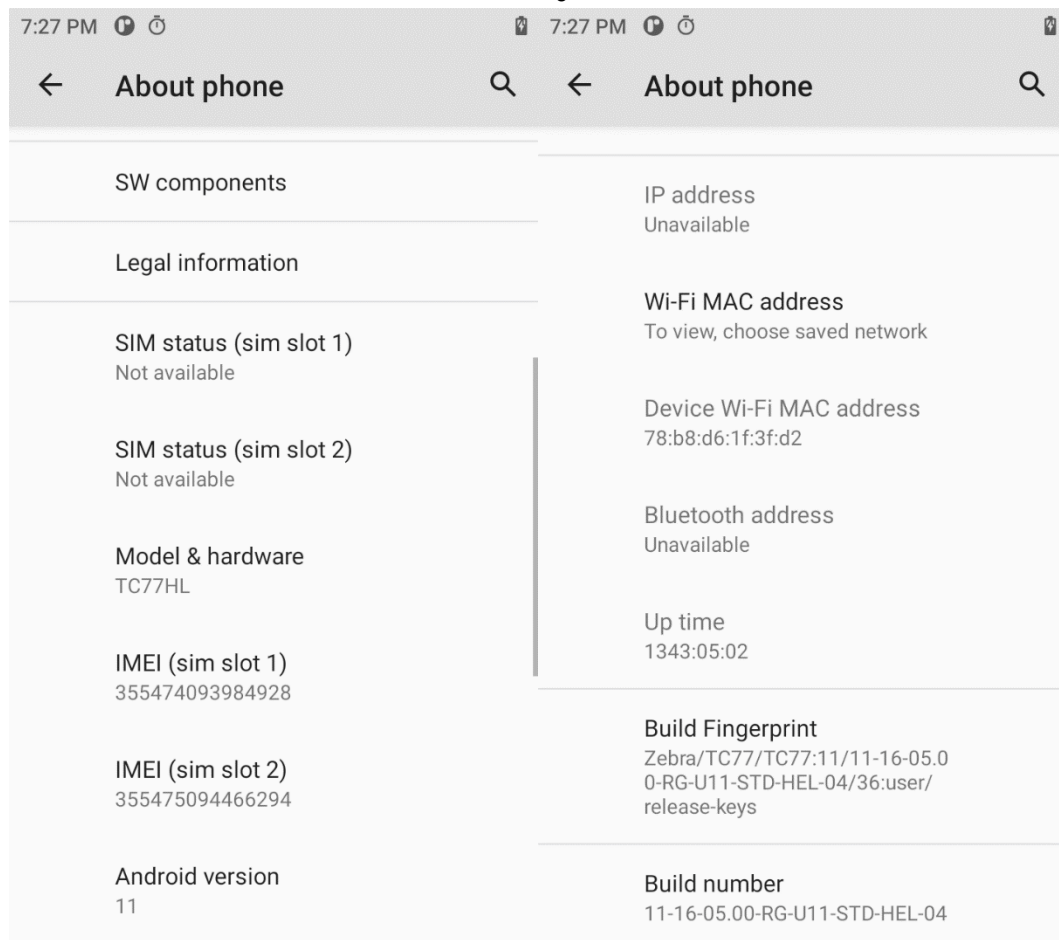 7:27 PM
About phone
SW components
Legal information
SIM status (sim slot 1)
Not available
SIM status (sim slot 2)
Not available
Model & hardware
TC77HL
IMEI (sim slot 1)
355474093984928
IMEI (sim slot 2)
355475094466294
Android version
11
7:27 PM
About phone
IP address
Unavailable
Wi-Fi MAC address
To view, choose saved network
Device Wi-Fi MAC address
78:b8:d6:1f:3f:d2
Bluetooth address
Unavailable
Up time
1343:05:02
Build Fingerprint
Zebra/TC77/TC77:11/11-16-05.0
0-RG-U11-STD-HEL-04/36:user/
release-keys
Build number
11-16-05.00-RG-U11-STD-HEL-04